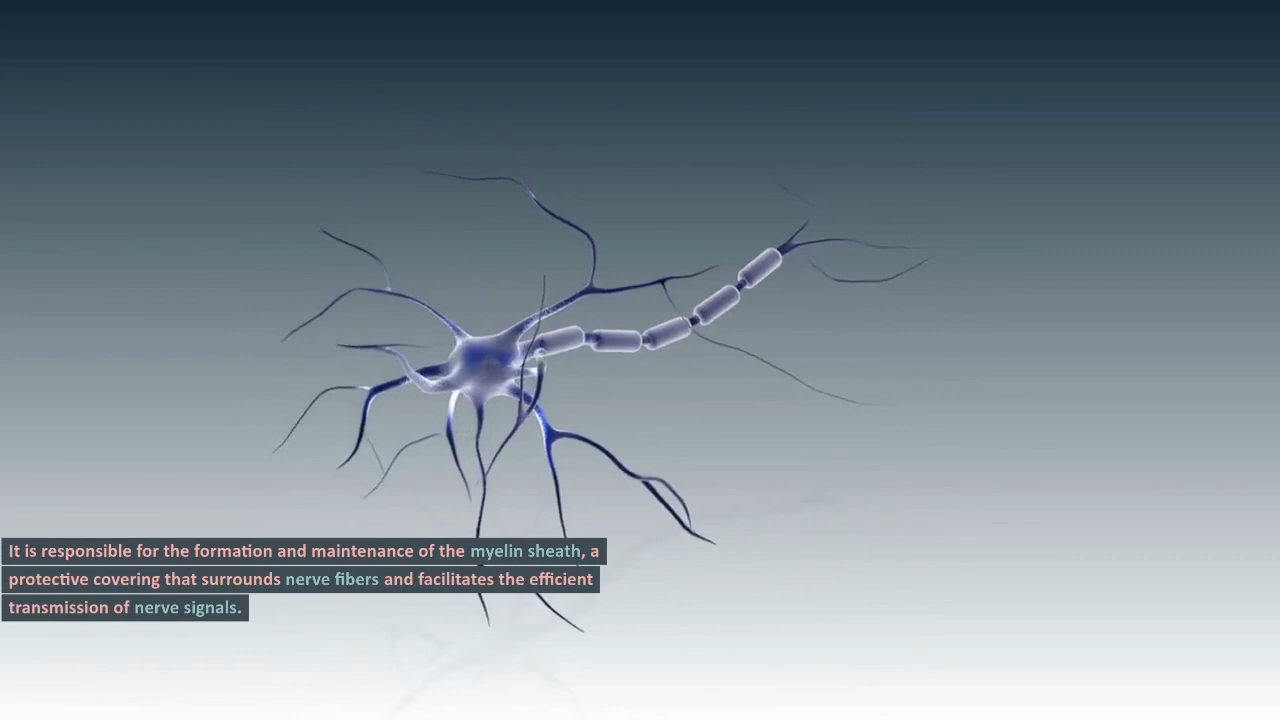 It is responsible for the formation and maintenance of the myelin sheath, a
protective covering that surrounds nerve fibers and facilitates the efficient
transmission of nerve signals.